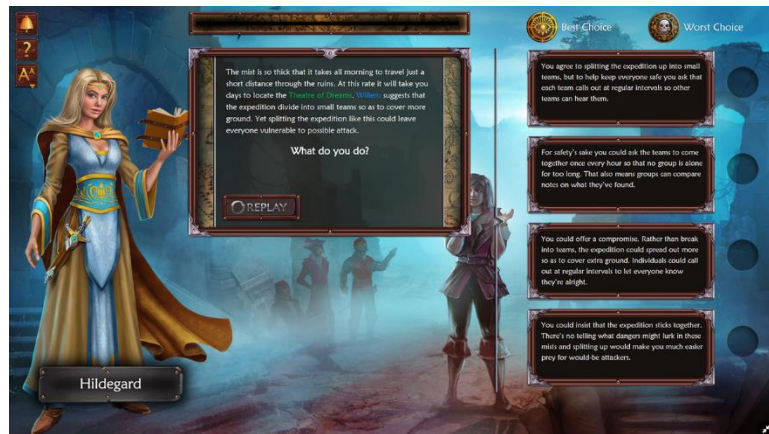 ?
AA
Best Choice
Worst Choice
The mist is so thick that it takes all morning to travel just a
short distance through the ruins. At this rate it will take you
days to locate the Theatre of Dreams. Willem suggests that
the expedition divide into small teams so as to cover more
ground. Yet splitting the expedition like this could leave
everyone vulnerable to possible attack.
What do you do?
REPLAY
You agree to splitting the expedition up into small
teams, but to help keep everyone safe you ask that
each team calls out at regular intervals so other
teams can hear them.
For safety's sake you could ask the teams to come
together once every hour so that no group is alone
for too long. That also means groups can compare
notes on what they've found.
You could offer a compromise. Rather than break
into teams, the expedition could spread out more
so as to cover extra ground. Individuals could call
out at regular intervals to let everyone know
they're alright.
You could insist that the expedition sticks together.
There's no telling what dangers might lurk in these
mists and splitting up would make you much easier
prey for would-be attackers.
Hildegard